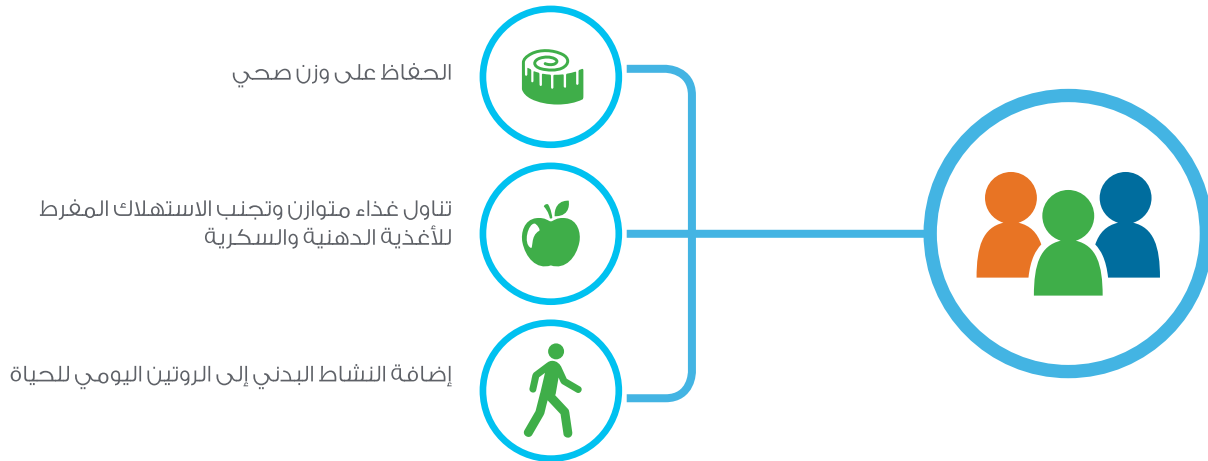 الحفاظ على وزن صحي
تناول غذاء متوازن وتجنب الاستهلاك المفرط
للأغذية الدهنية والسكرية
إضافة النشاط البدني إلى الروتين اليومي للحياة